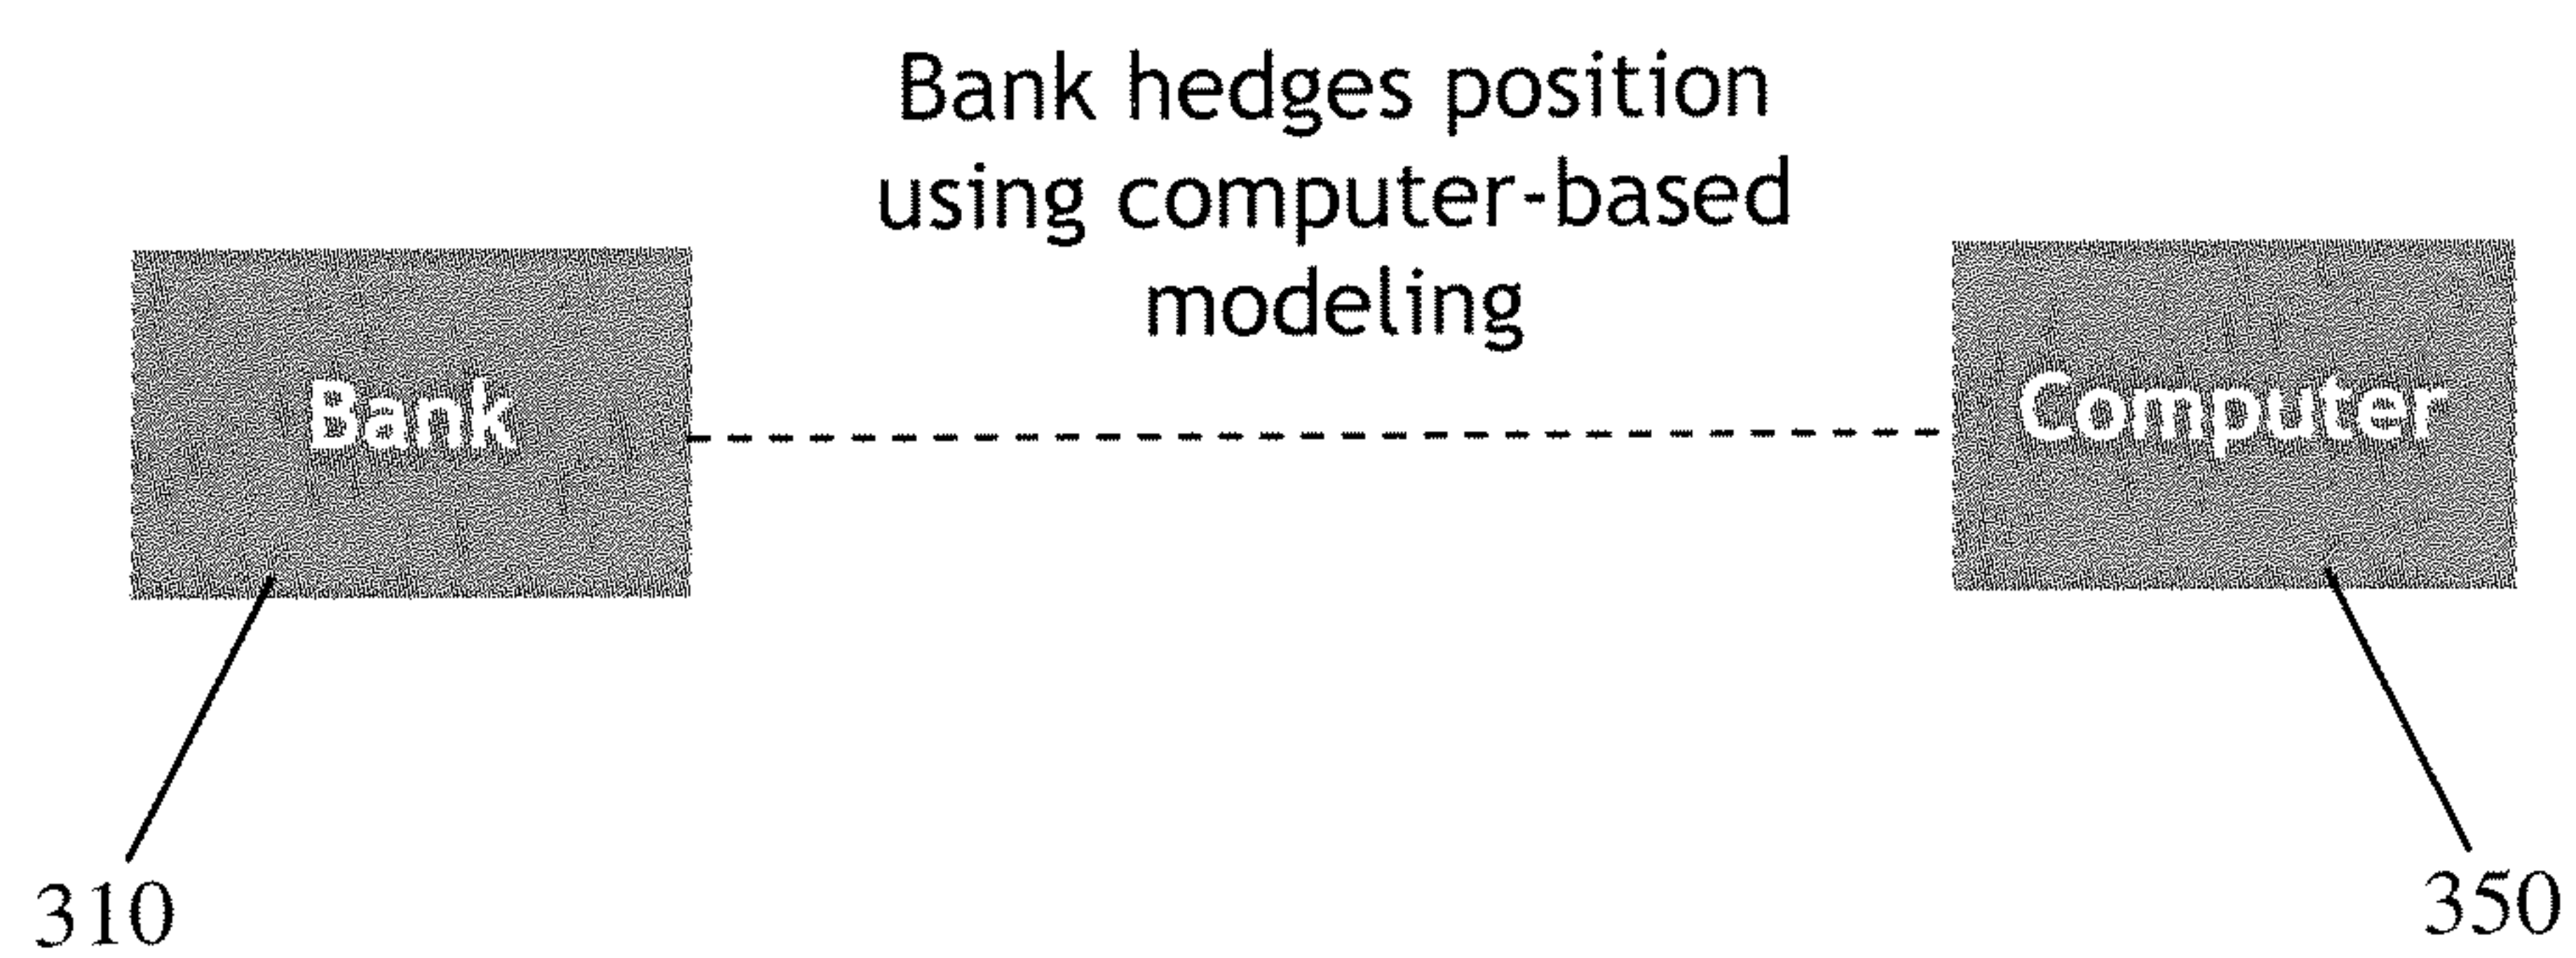 Bank hedges position
using computer-based
modeling
Bank
Computer
310
350